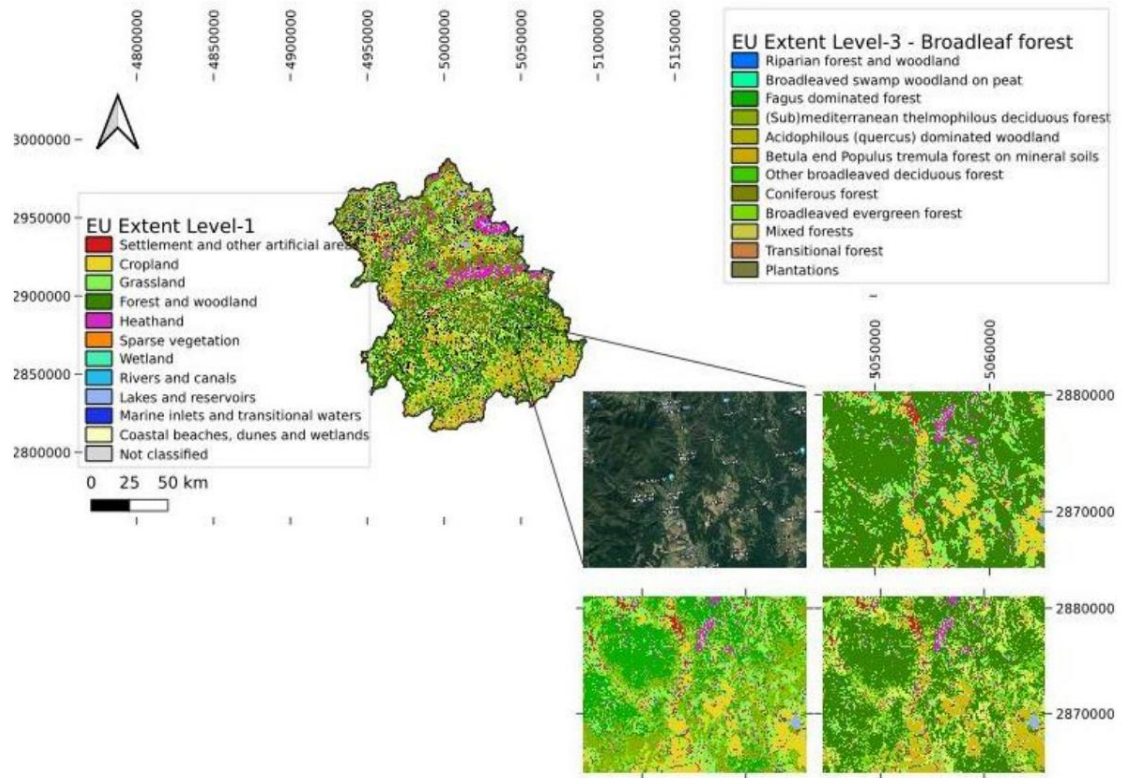 4800000
4850000
4900000
4950000
5000000
5050000
5100000
5150000
3000000
2950000
2900000
2850000
2800000
EU Extent Level-1
Settlement and other artificial area
Cropland
Grassland
Forest and woodland
Heathand
Sparse vegetation
Wetland
Rivers and canals
Lakes and reservoirs
Marine inlets and transitional waters
Coastal beaches, dunes and wetlands
Not classified
0 25 50 km
EU Extent Level-3 - Broadleaf forest
Riparian forest and woodland
Broadleaved swamp woodland on peat
Fagus dominated forest
(Sub)mediterranean thelmophilous deciduous forest
Acidophilous (quercus) dominated woodland
Betula end Populus tremula forest on mineral soils
Other broadleaved deciduous forest
Coniferous forest
Broadleaved evergreen forest
Mixed forests
Transitional forest
Plantations
5050000
5060000
2880000
2870000
2880000
2870000